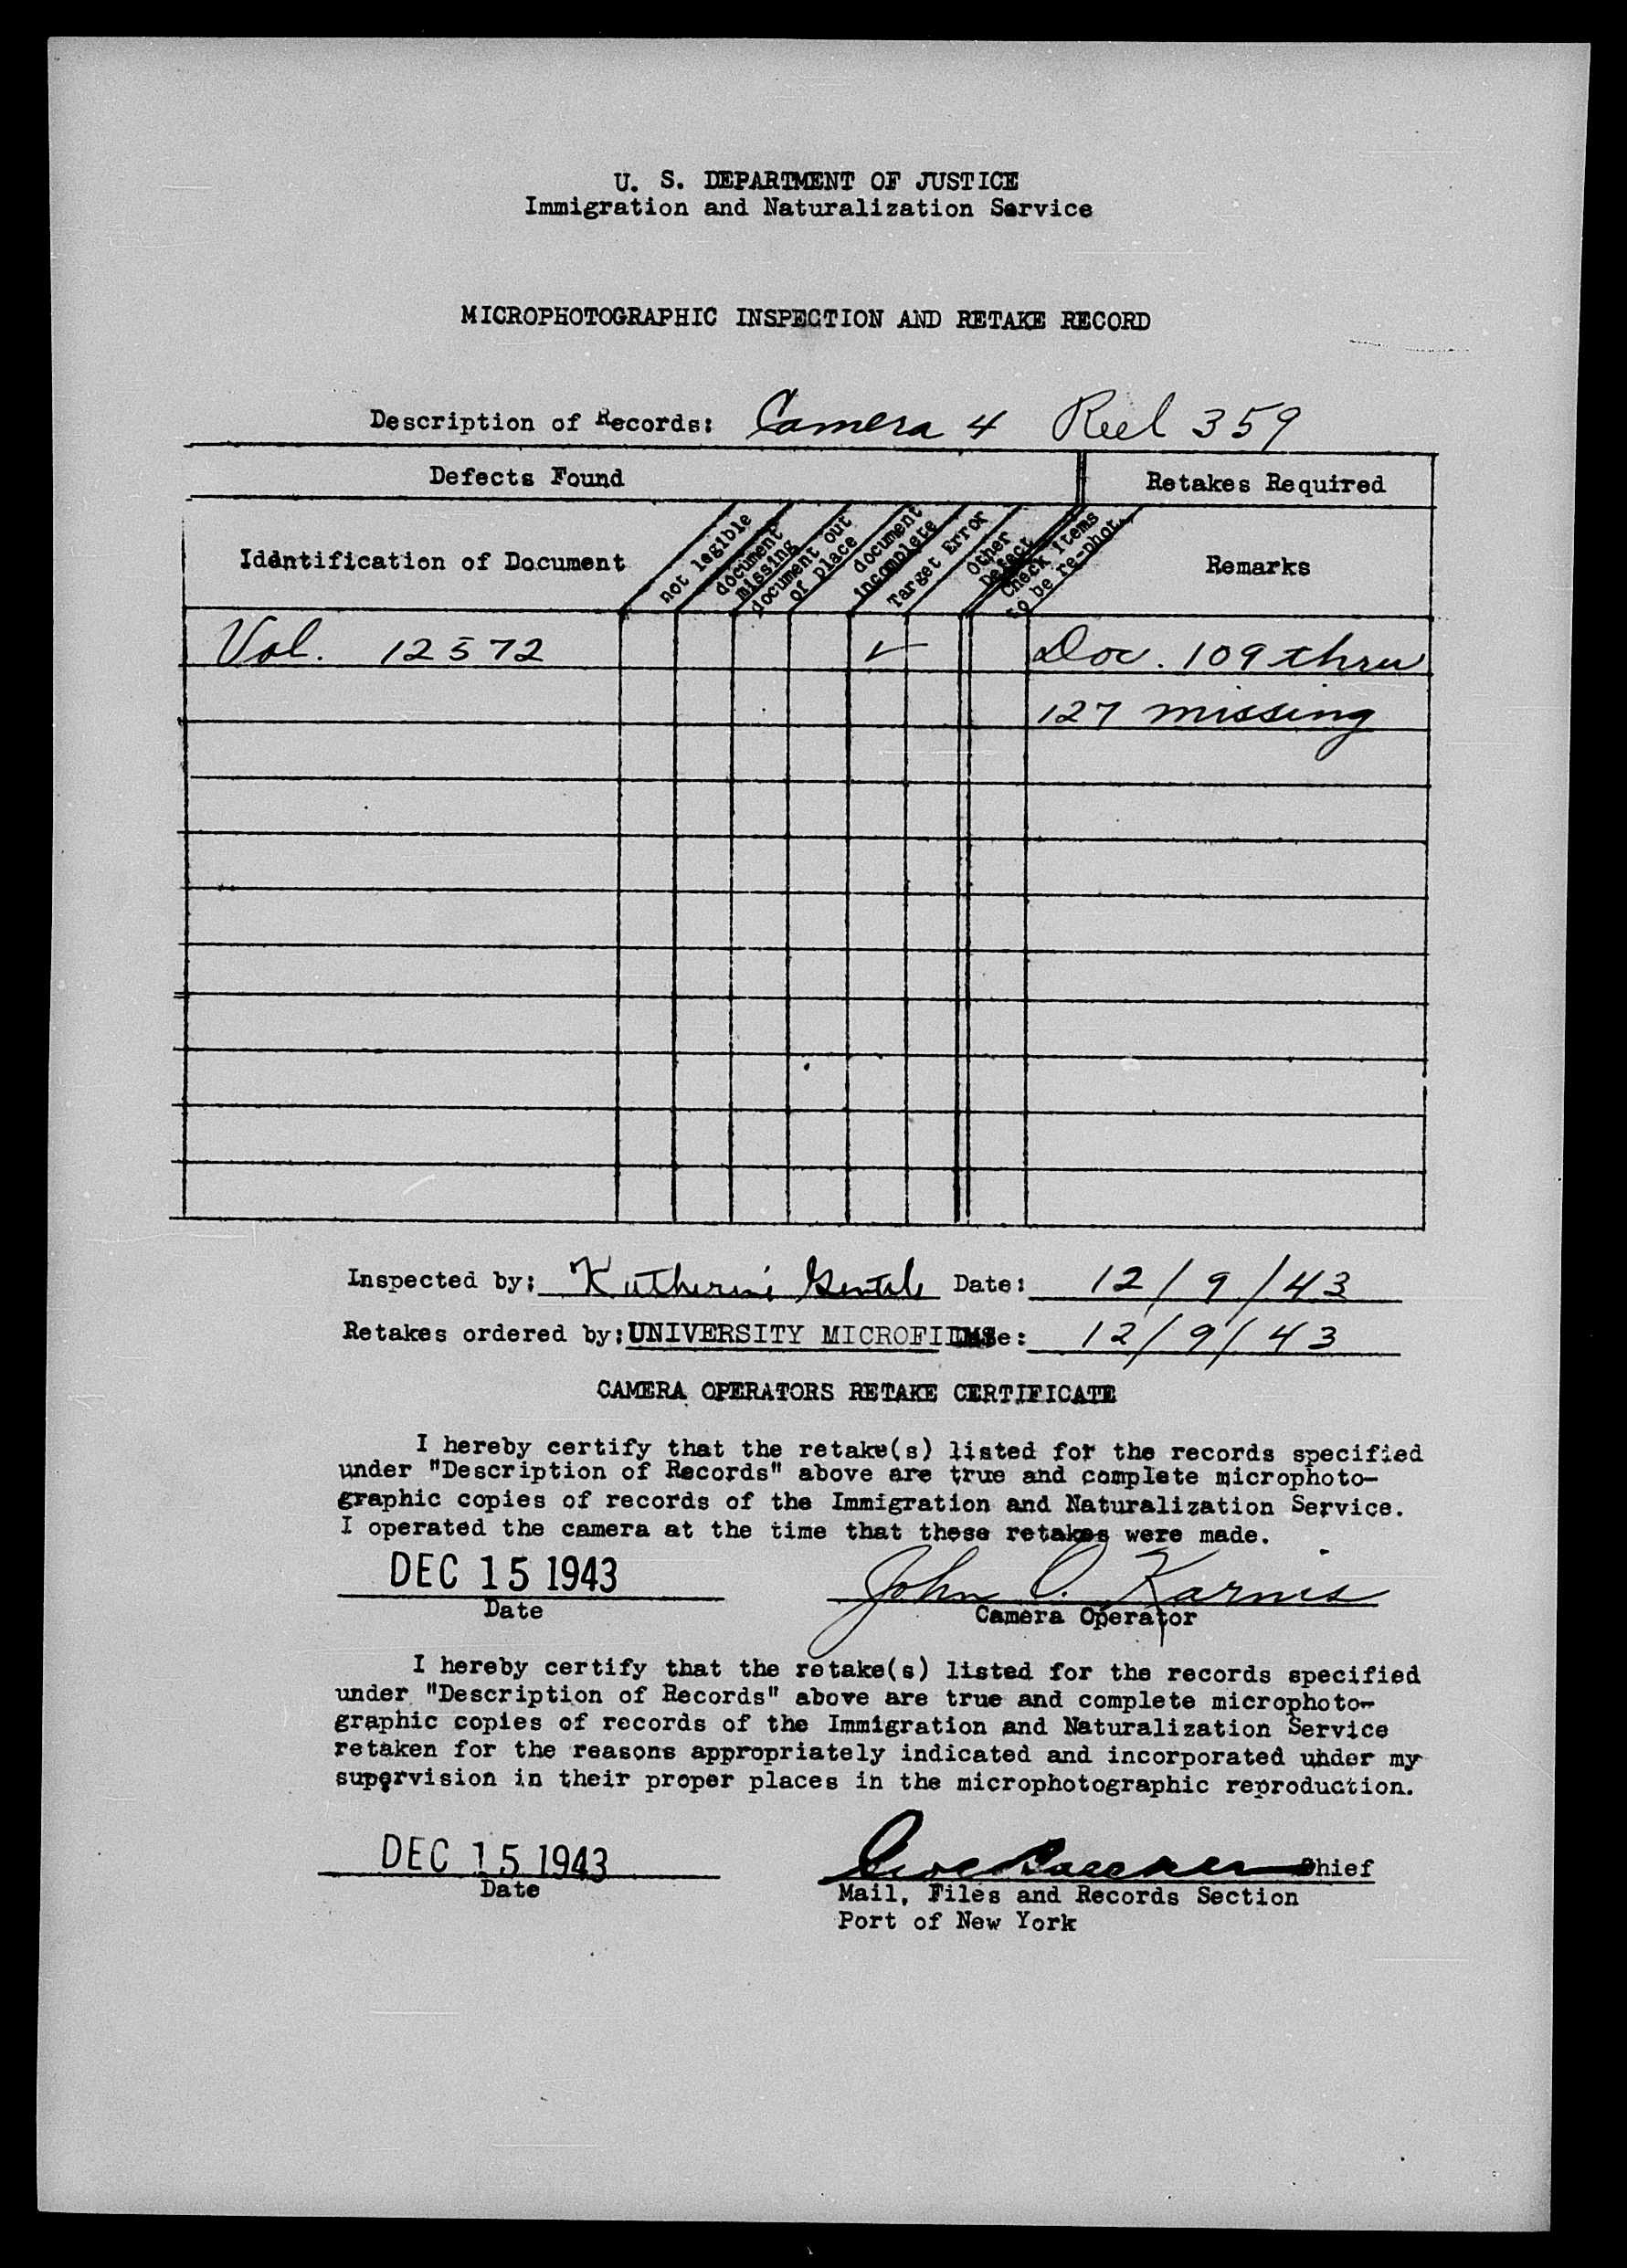 U. S. DEPARTMENT OF JUSTICE
Immigration and Naturalization Service
MICROPHOTOGRAPHIC INSPECTION AND RETAKE RECORD
Description of Records: Camera 4 Reel 359
Defects Found
Retakes Required
Identification of Document
not legible
document missing
document out of place
document incomplete
Target Error
Other Defect
Check Items to be re-phot.
Remarks
Vol. 12572 ✓ Doc. 109 thru
127 missing
Inspected by: Katherine Gentile Date: 12/9/43
Retakes ordered by: UNIVERSITY MICROFILMS Date: 12/9/43
CAMERA OPERATORS RETAKE CERTIFICATE
I hereby certify that the retake(s) listed for the records specified
under "Description of Records" above are true and complete microphoto-
graphic copies of records of the Immigration and Naturalization Service.
I operated the camera at the time that these retakes were made.
DEC 15 1943 John O. Karnes
Date Camera Operator
I hereby certify that the retake(s) listed for the records specified
under "Description of Records" above are true and complete microphoto-
graphic copies of records of the Immigration and Naturalization Service
retaken for the reasons appropriately indicated and incorporated under my
supervision in their proper places in the microphotographic reproduction.
DEC 15 1943 Chief
Date Mail, Files and Records Section
Port of New York